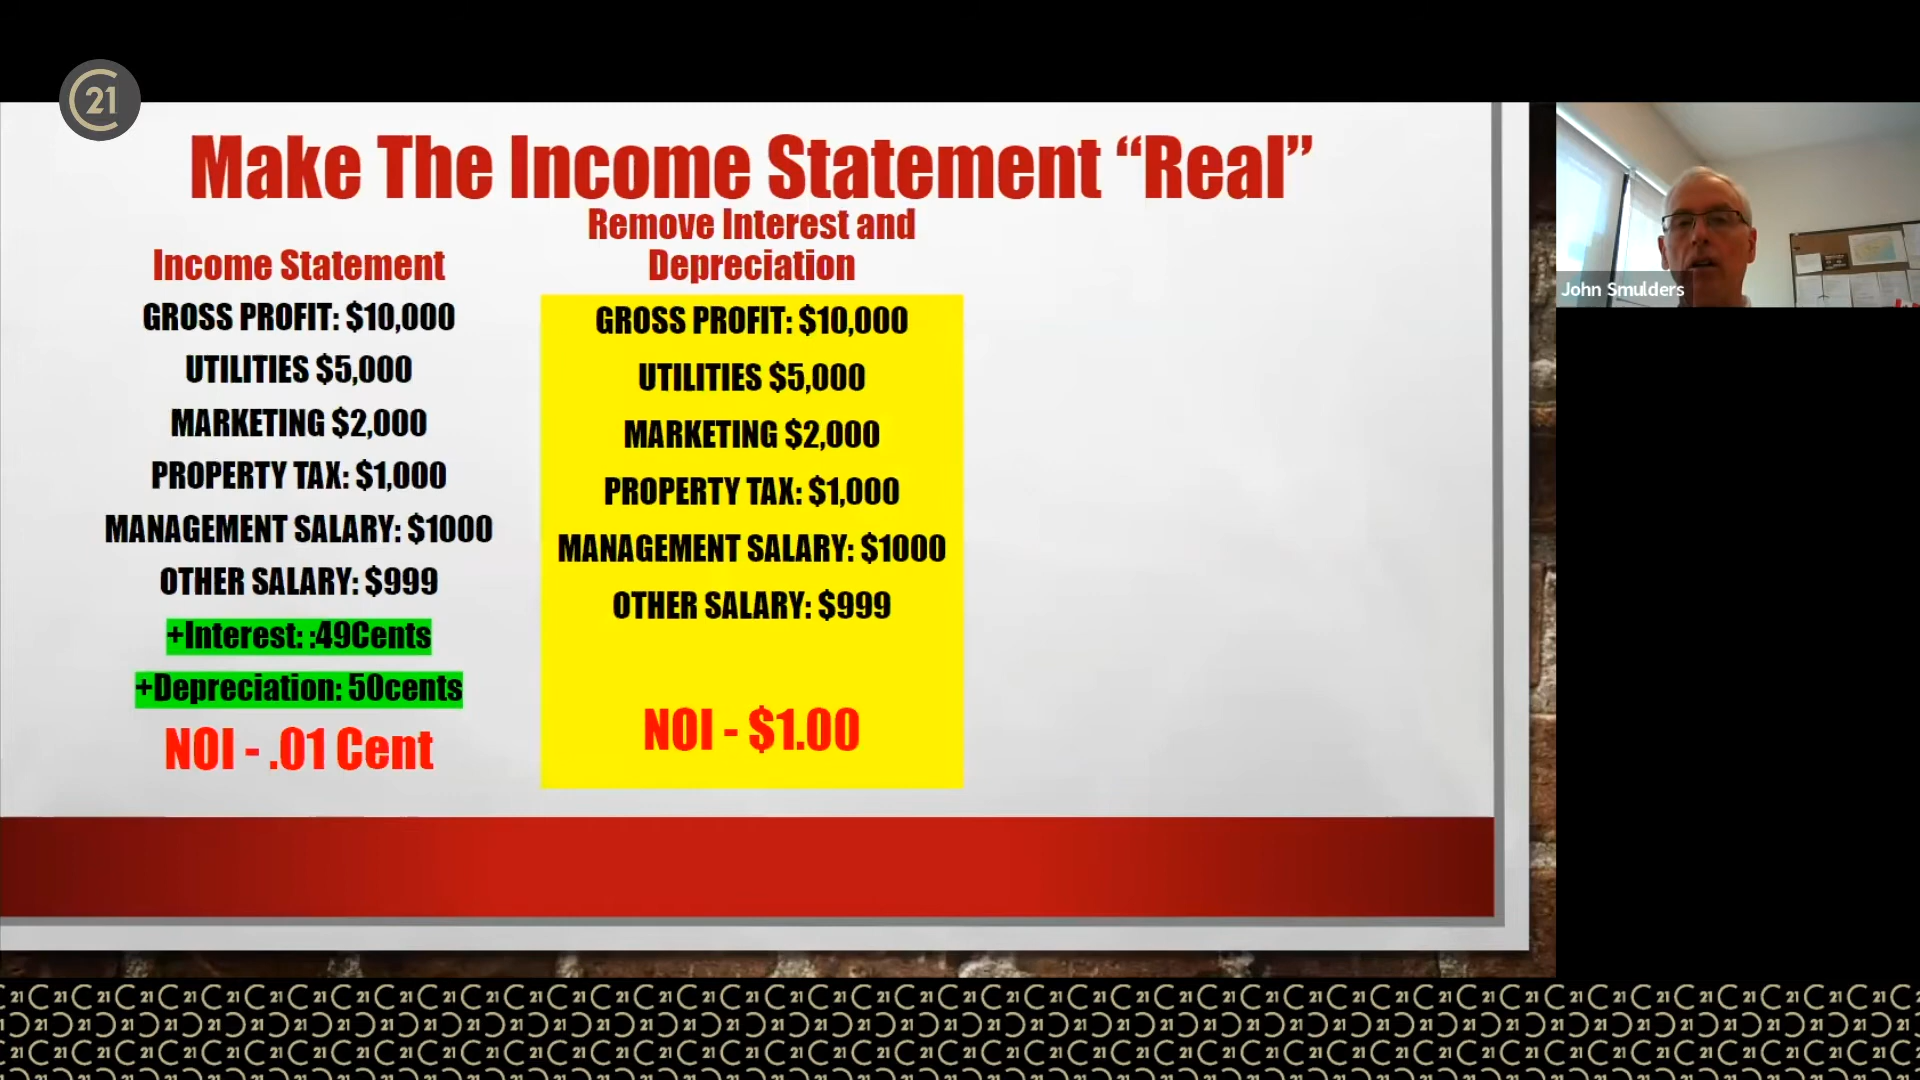 21
Make The Income Statement “Real”
Income Statement
GROSS PROFIT: $10,000
UTILITIES $5,000
MARKETING $2,000
PROPERTY TAX: $1,000
MANAGEMENT SALARY: $1000
OTHER SALARY: $999
+Interest: :49Cents
+Depreciation: 50cents
NOI - .01 Cent
Remove Interest and
Depreciation
GROSS PROFIT: $10,000
UTILITIES $5,000
MARKETING $2,000
PROPERTY TAX: $1,000
MANAGEMENT SALARY: $1000
OTHER SALARY: $999
NOI - $1.00
John Smulders